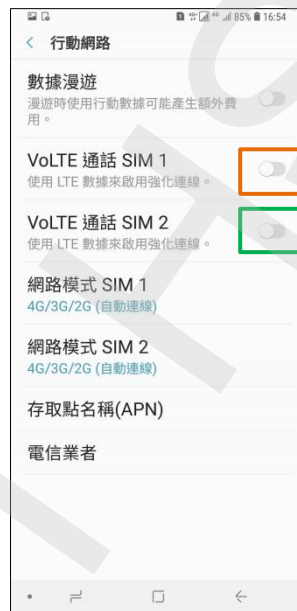 85% 16:54
行動網路
數據漫遊
漫遊時使用行動數據可能產生額外費
用。
VoLTE 通話 SIM 1
使用 LTE 數據來啟用強化連線。
VoLTE 通話 SIM 2
使用 LTE 數據來啟用強化連線。
網路模式 SIM 1
4G/3G/2G (自動連線)
網路模式 SIM 2
4G/3G/2G (自動連線)
存取點名稱(APN)
電信業者